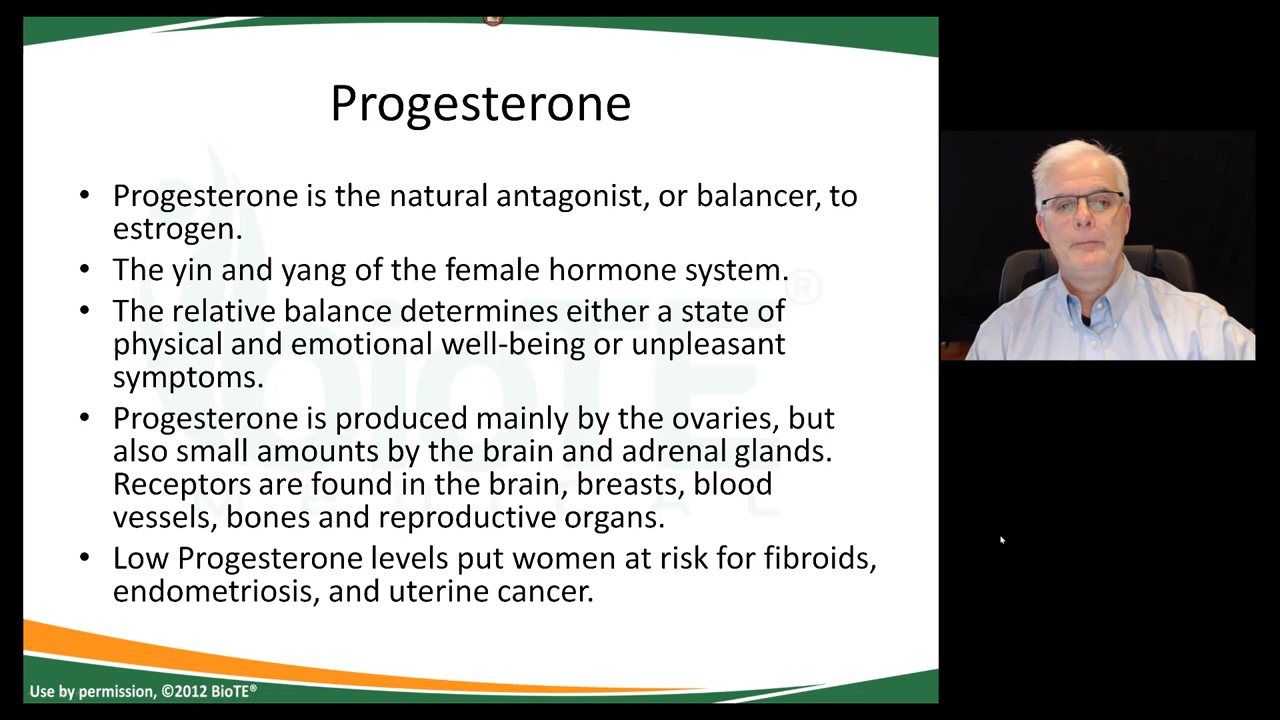 Progesterone
• Progesterone is the natural antagonist, or balancer, to
estrogen.
• The yin and yang of the female hormone system.
• The relative balance determines either a state of
physical and emotional well-being or unpleasant
symptoms.
• Progesterone is produced mainly by the ovaries, but
also small amounts by the brain and adrenal glands.
Receptors are found in the brain, breasts, blood
vessels, bones and reproductive organs.
• Low Progesterone levels put women at risk for fibroids,
endometriosis, and uterine cancer.
bioTE®
MEDICAL
Use by permission, ©2012 BioTE®